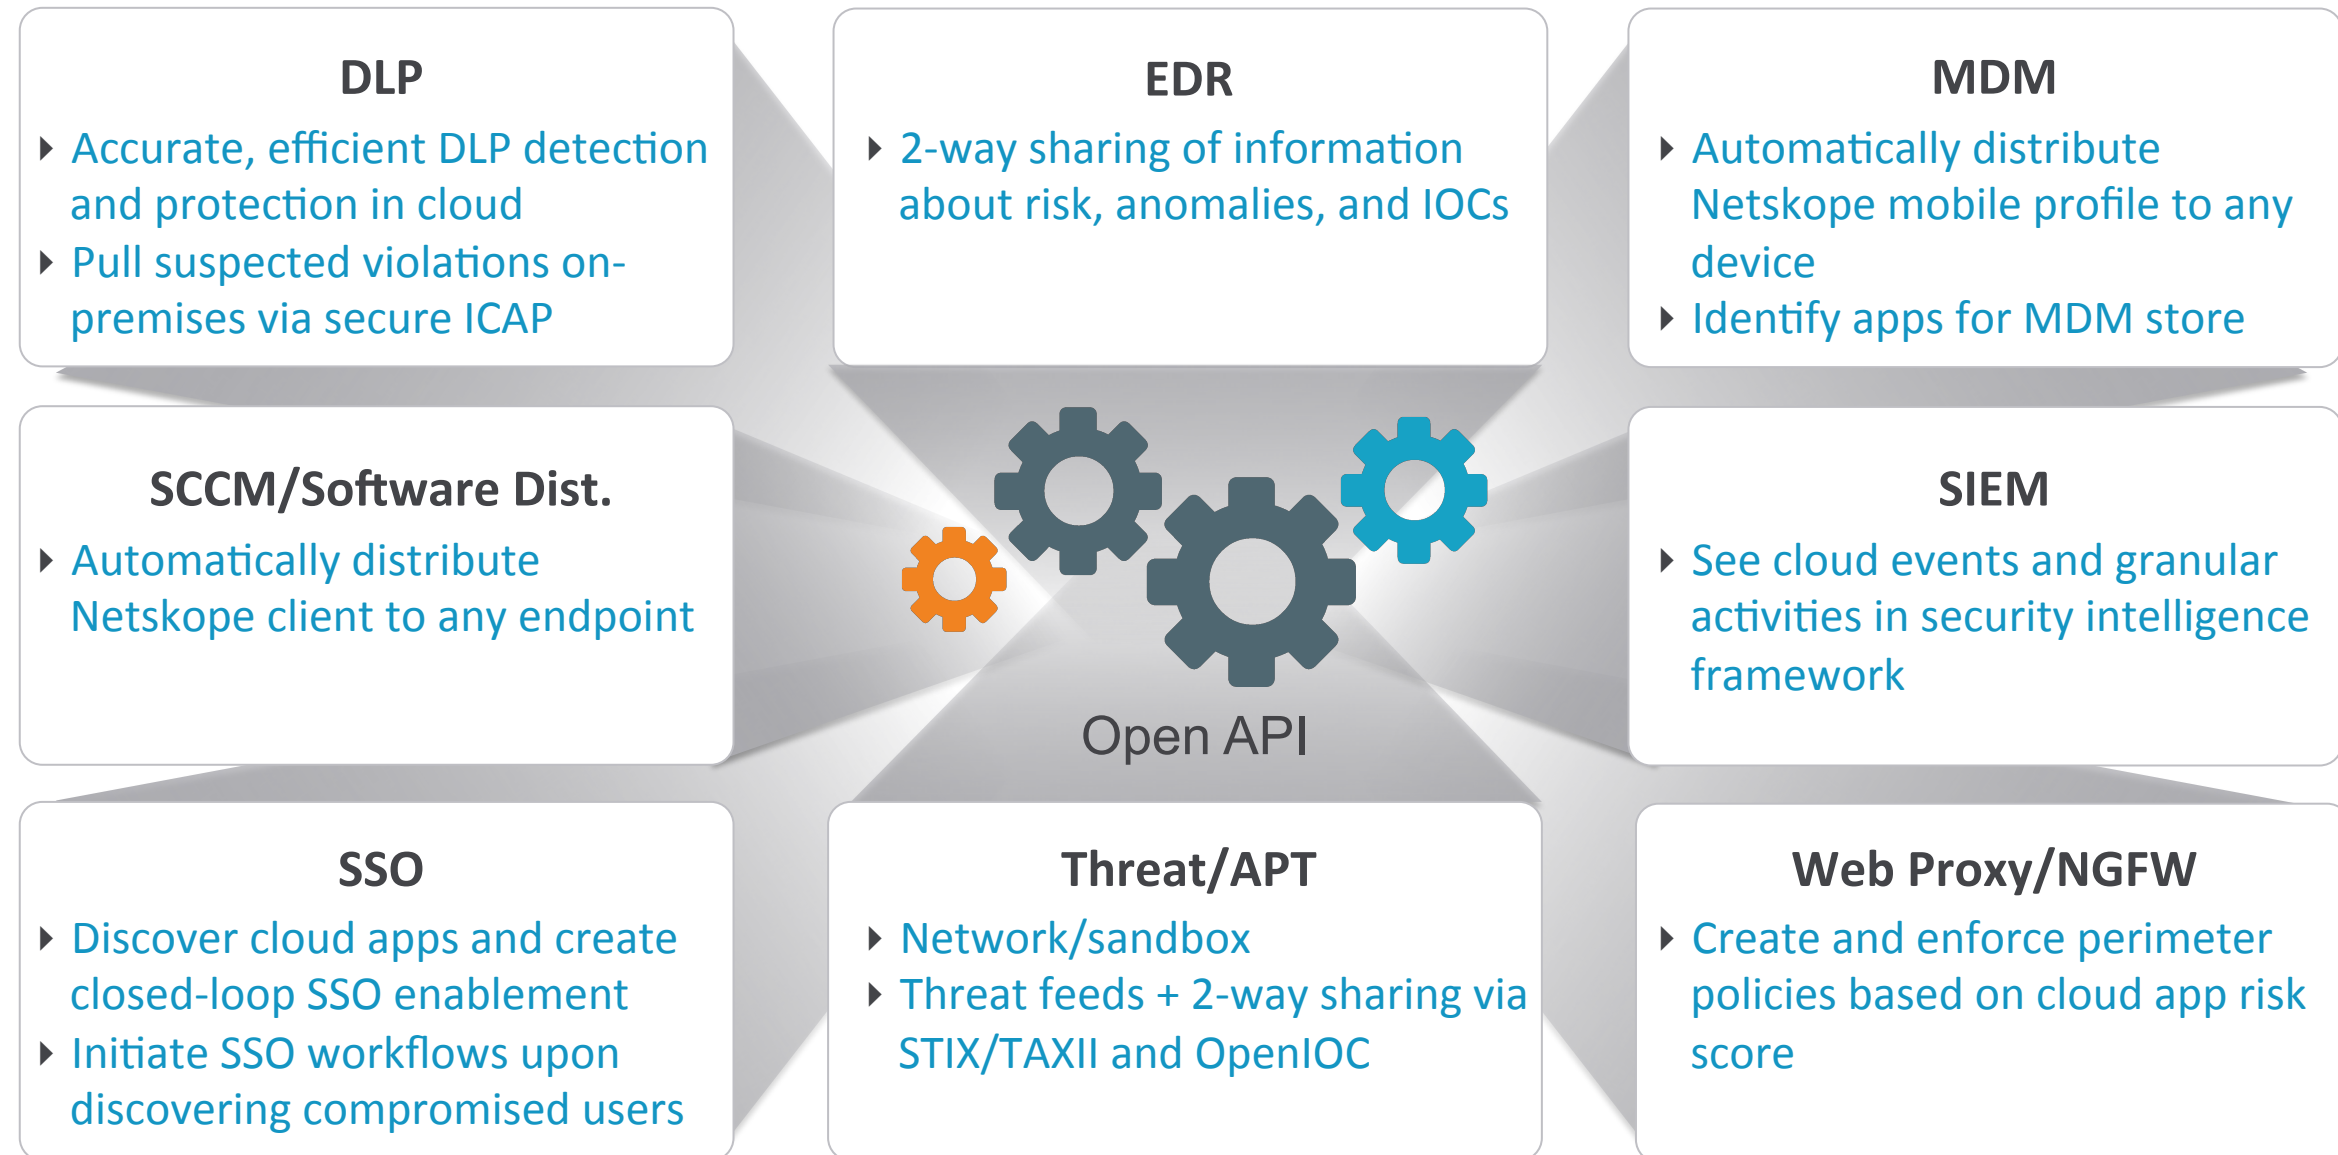 DLP
Accurate, efficient DLP detection
and protection in cloud
Pull suspected violations on-
premises via secure ICAP
EDR
2-way sharing of information
about risk, anomalies, and IOCs
MDM
Automatically distribute
Netskope mobile profile to any
device
Identify apps for MDM store
SCCM/Software Dist.
Automatically distribute
Netskope client to any endpoint
Open API
SIEM
See cloud events and granular
activities in security intelligence
framework
SSO
Discover cloud apps and create
closed-loop SSO enablement
Initiate SSO workflows upon
discovering compromised users
Threat/APT
Network/sandbox
Threat feeds + 2-way sharing via
STIX/TAXII and OpenIOC
Web Proxy/NGFW
Create and enforce perimeter
policies based on cloud app risk
score